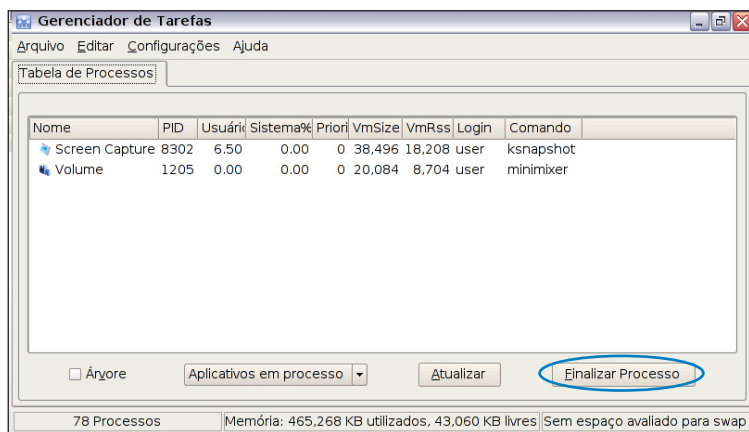 Gerenciador de Tarefas
Arquivo Editar Configurações Ajuda
Tabela de Processos
Nome PID Usuári Sistema% Priori VmSize VmRss Login Comando
Screen Capture 8302 6.50 0.00 0 38,496 18,208 user ksnapshot
Volume 1205 0.00 0.00 0 20,084 8,704 user minimixer
Árvore Aplicativos em processo Atualizar Finalizar Processo
78 Processos Memória: 465,268 KB utilizados, 43,060 KB livres Sem espaço avaliado para swap